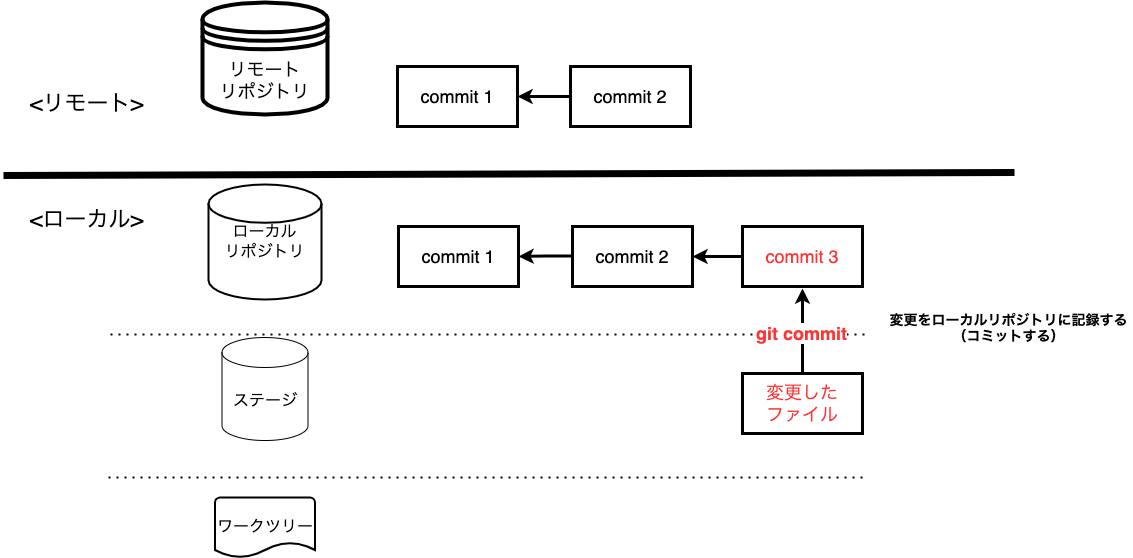 リモート
リポジトリ
<リモート>
commit 1
commit 2
<ローカル>
ローカル
リポジトリ
commit 1
commit 2
commit 3
git commit
変更をローカルリポジトリに記録する
（コミットする）
ステージ
変更した
ファイル
ワークツリー